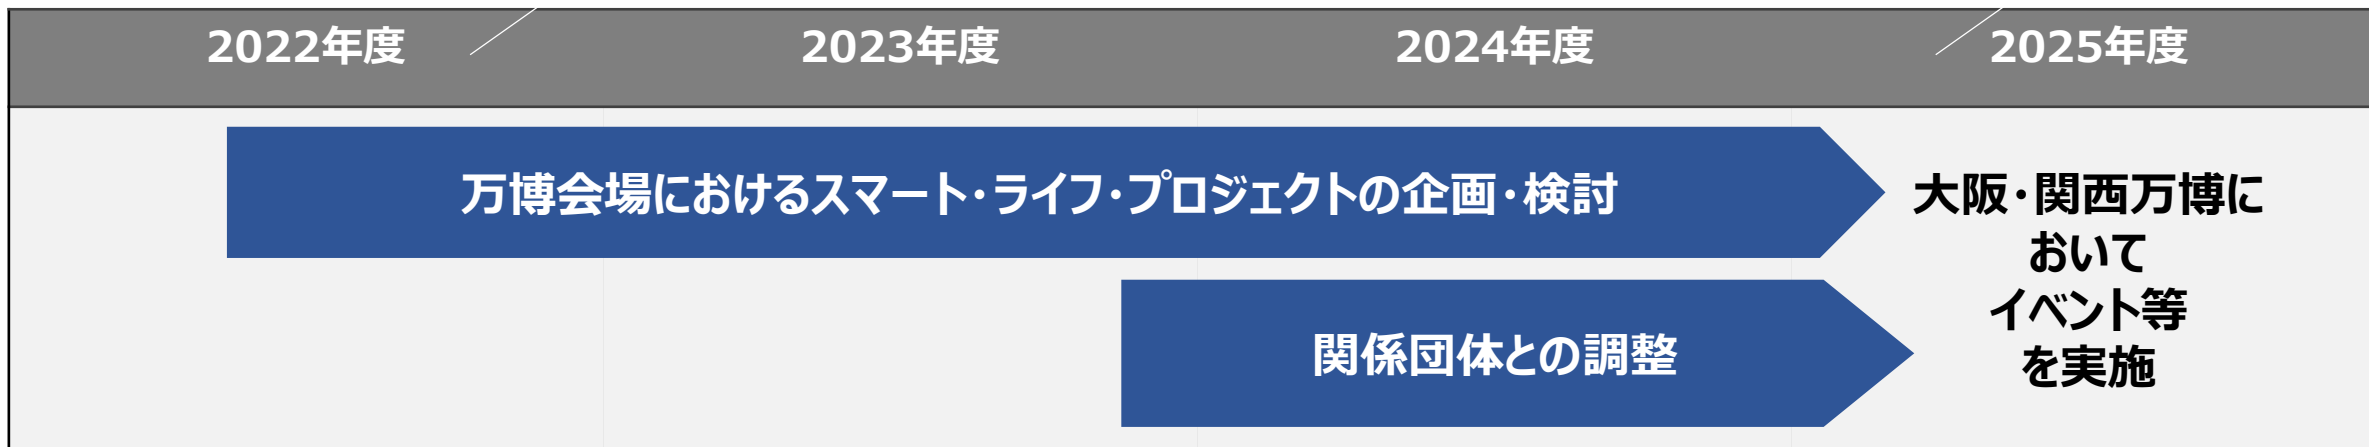 2022年度 2023年度 2024年度 2025年度
万博会場におけるスマート・ライフ・プロジェクトの企画・検討
関係団体との調整
大阪・関西万博に
おいて
イベント等
を実施